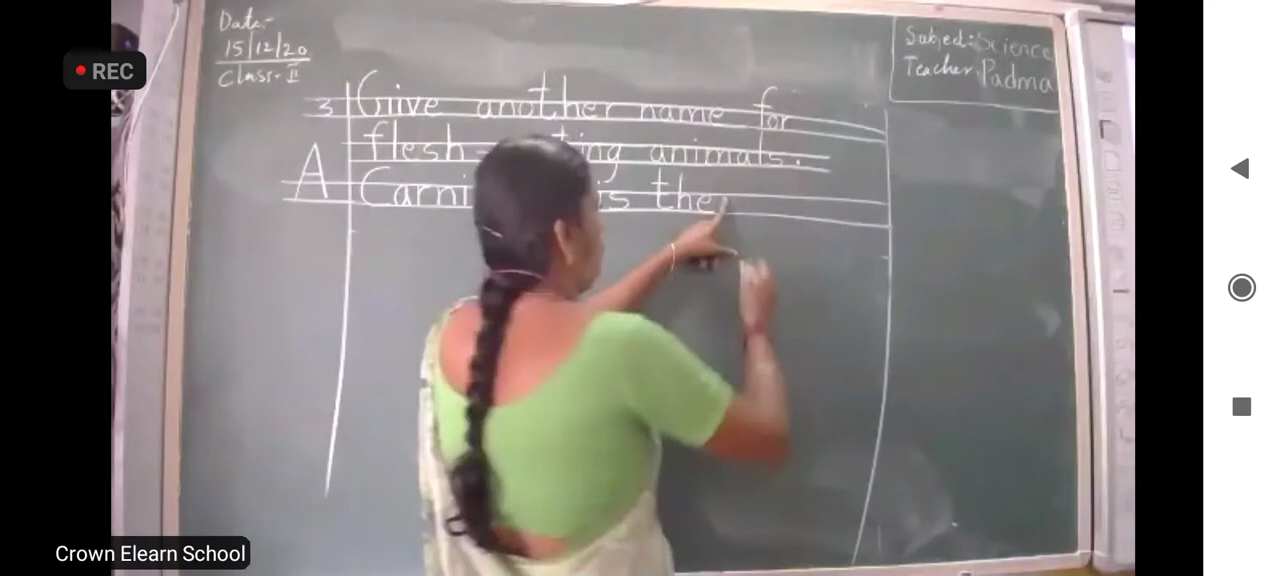 REC
Date:-
15/12/20
Class- II
Subject: Science
Teacher: Padma
3 Give another name for
flesh - ting animals.
A Carni is the
Crown Elearn School